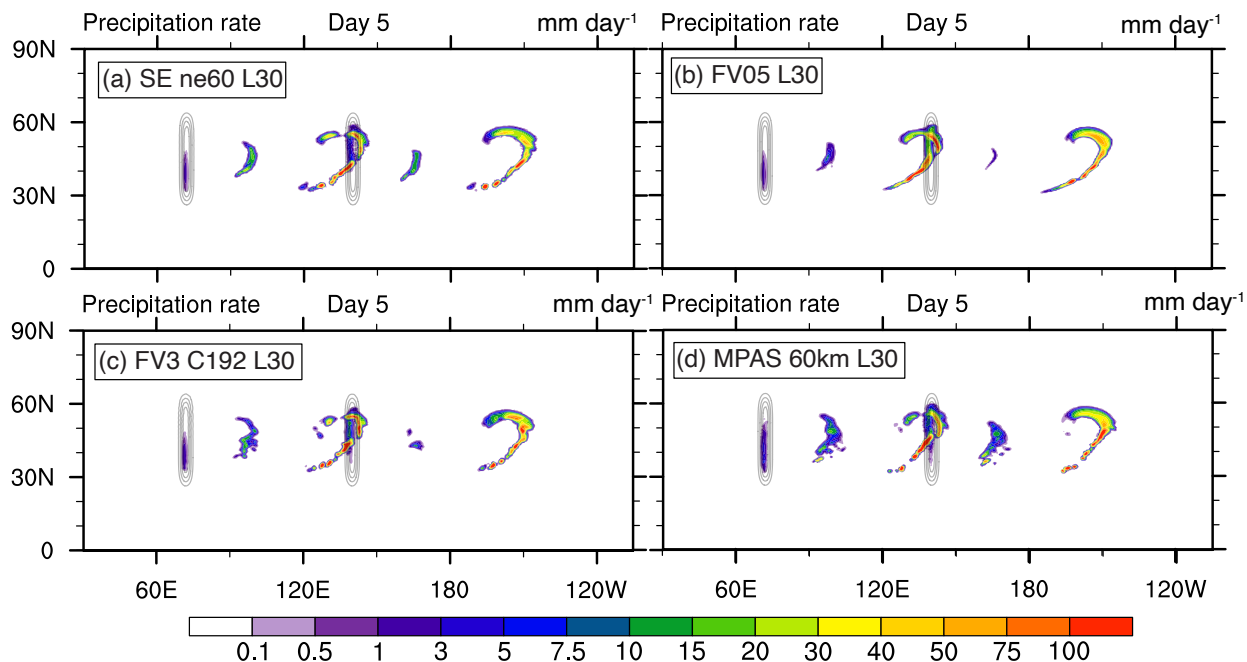 Precipitation rate Day 5 mm day⁻¹ Precipitation rate Day 5 mm day⁻¹
90N
(a) SE ne60 L30 (b) FV05 L30
60N
30N
0
Precipitation rate Day 5 mm day⁻¹ Precipitation rate Day 5 mm day⁻¹
90N
(c) FV3 C192 L30 (d) MPAS 60km L30
60N
30N
0
60E 120E 180 120W 60E 120E 180 120W
0.1 0.5 1 3 5 7.5 10 15 20 30 40 50 75 100